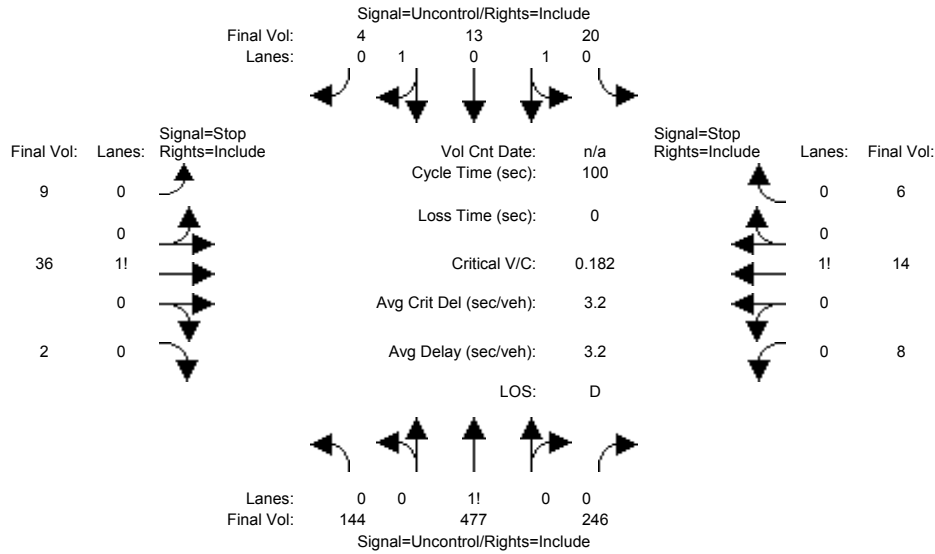 Signal=Uncontrol/Rights=Include
Final Vol: 4 13 20
Lanes: 0 1 0 1 0
Signal=Stop
Final Vol: Lanes: Rights=Include
Vol Cnt Date: n/a
Signal=Stop
Rights=Include Lanes: Final Vol:
Cycle Time (sec): 100
9 0
0 6
Loss Time (sec): 0
0
0
36 1!
Critical V/C: 0.182
1! 14
0
Avg Crit Del (sec/veh): 3.2
0
2 0
Avg Delay (sec/veh): 3.2
0 8
LOS: D
Lanes: 0 0 1! 0 0
Final Vol: 144 477 246
Signal=Uncontrol/Rights=Include